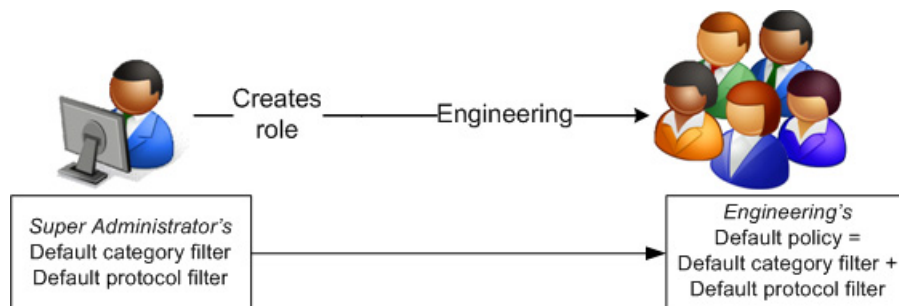 Creates
role
Engineering
Super Administrator's
Default category filter
Default protocol filter
Engineering's
Default policy =
Default category filter +
Default protocol filter